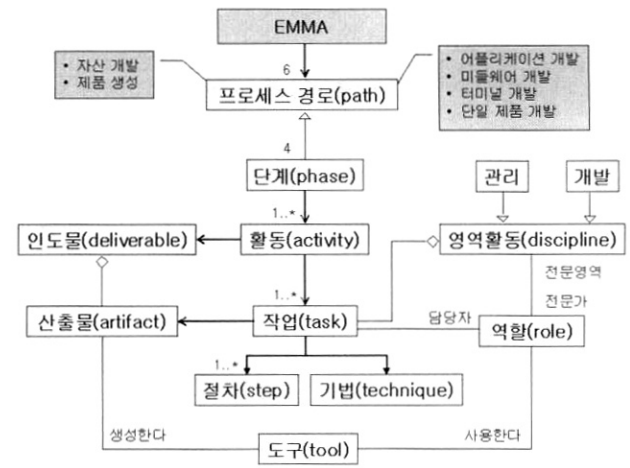 EMMA
• 자산 개발
• 제품 생성
6
프로세스 경로(path)
• 어플리케이션 개발
• 미들웨어 개발
• 터미널 개발
• 단일 제품 개발
4
단계(phase)
관리
개발
1..*
인도물(deliverable)
활동(activity)
영역활동(discipline)
전문영역
1..*
전문가
산출물(artifact)
작업(task)
담당자
역할(role)
1..*
절차(step)
기법(technique)
생성한다
도구(tool)
사용한다